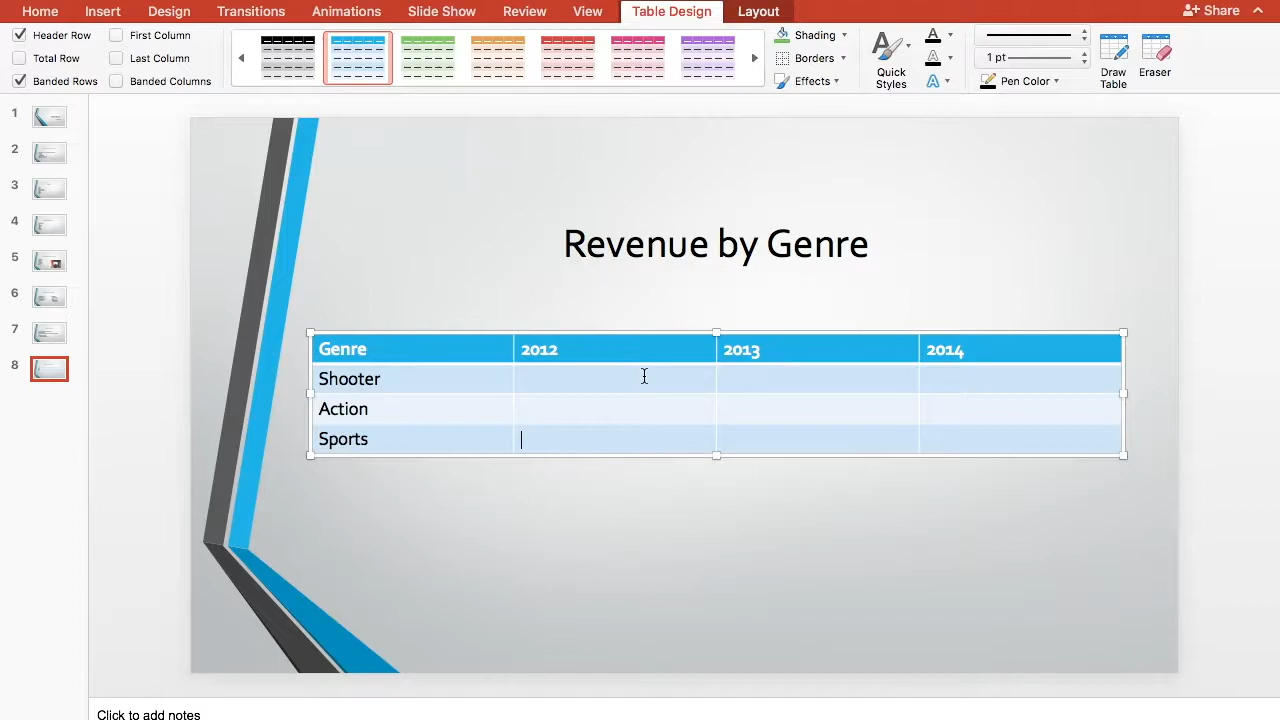 Home Insert Design Transitions Animations Slide Show Review View Table Design Layout Share
Header Row First Column Shading Borders Effects Quick Styles A A A 1 pt Pen Color Draw Table Eraser
Total Row Last Column
Banded Rows Banded Columns
1
2
3
4
5
6
7
8
Revenue by Genre
Genre 2012 2013 2014
Shooter
Action
Sports
Click to add notes